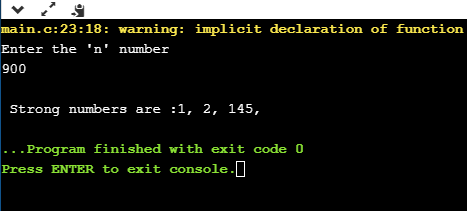 main.c:23:18: warning: implicit declaration of function
Enter the 'n' number
900
Strong numbers are :1, 2, 145,
...Program finished with exit code 0
Press ENTER to exit console.